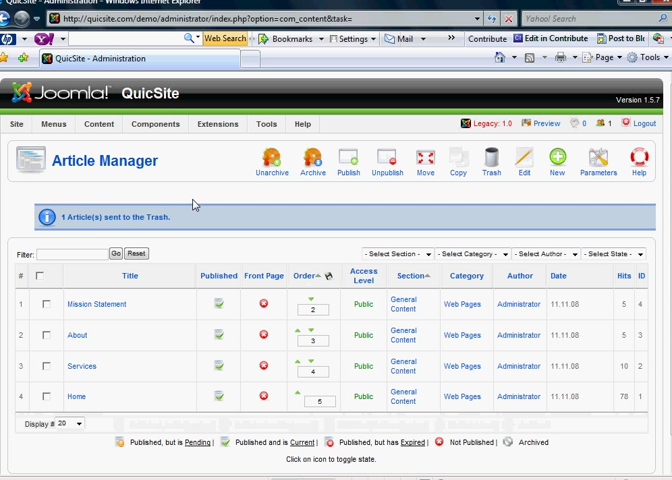 QuicSite - Administration - Windows Internet Explorer
http://quicsite.com/demo/administrator/index.php?option=com_content&task=
Yahoo! Search
Y! Web Search Bookmarks Settings Mail >> Contribute Edit in Contribute Post to Bl
QuicSite - Administration
Page Tools
Joomla! QuicSite
Version 1.5.7
Site Menus Content Components Extensions Tools Help Legacy: 1.0 Preview 0 1 Logout
Article Manager
Unarchive Archive Publish Unpublish Move Copy Trash Edit New Parameters Help
1 Article(s) sent to the Trash.
Filter: Go Reset - Select Section - - Select Category - - Select Author - - Select State -
# Title Published Front Page Order Access Level Section Category Author Date Hits ID
1 Mission Statement 2 Public General Content Web Pages Administrator 11.11.08 5 4
2 About 3 Public General Content Web Pages Administrator 11.11.08 5 3
3 Services 4 Public General Content Web Pages Administrator 11.11.08 10 2
4 Home 5 Public General Content Web Pages Administrator 11.11.08 78 1
Display # 20
Published, but is Pending | Published and is Current | Published, but has Expired | Not Published | Archived
Click on icon to toggle state.